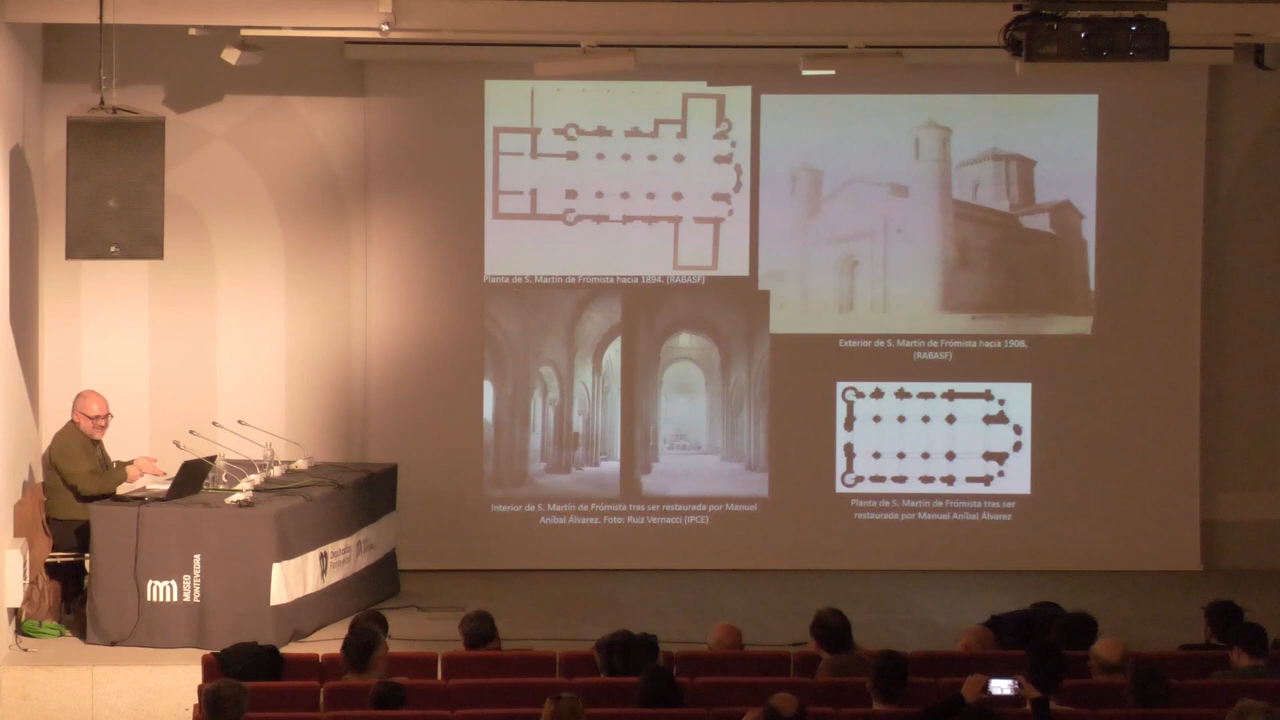 Planta de S. Martín de Frómista hacia 1894. (RABASF)
Exterior de S. Martín de Frómista hacia 1908.
(RABASF)
Interior de S. Martín de Frómista tras ser restaurada por Manuel
Aníbal Álvarez. Foto: Ruiz Vernacci (IPCE)
Planta de S. Martín de Frómista tras ser
restaurada por Manuel Aníbal Álvarez
MUSEO
PONTEVEDRA
Deputación
Pontevedra